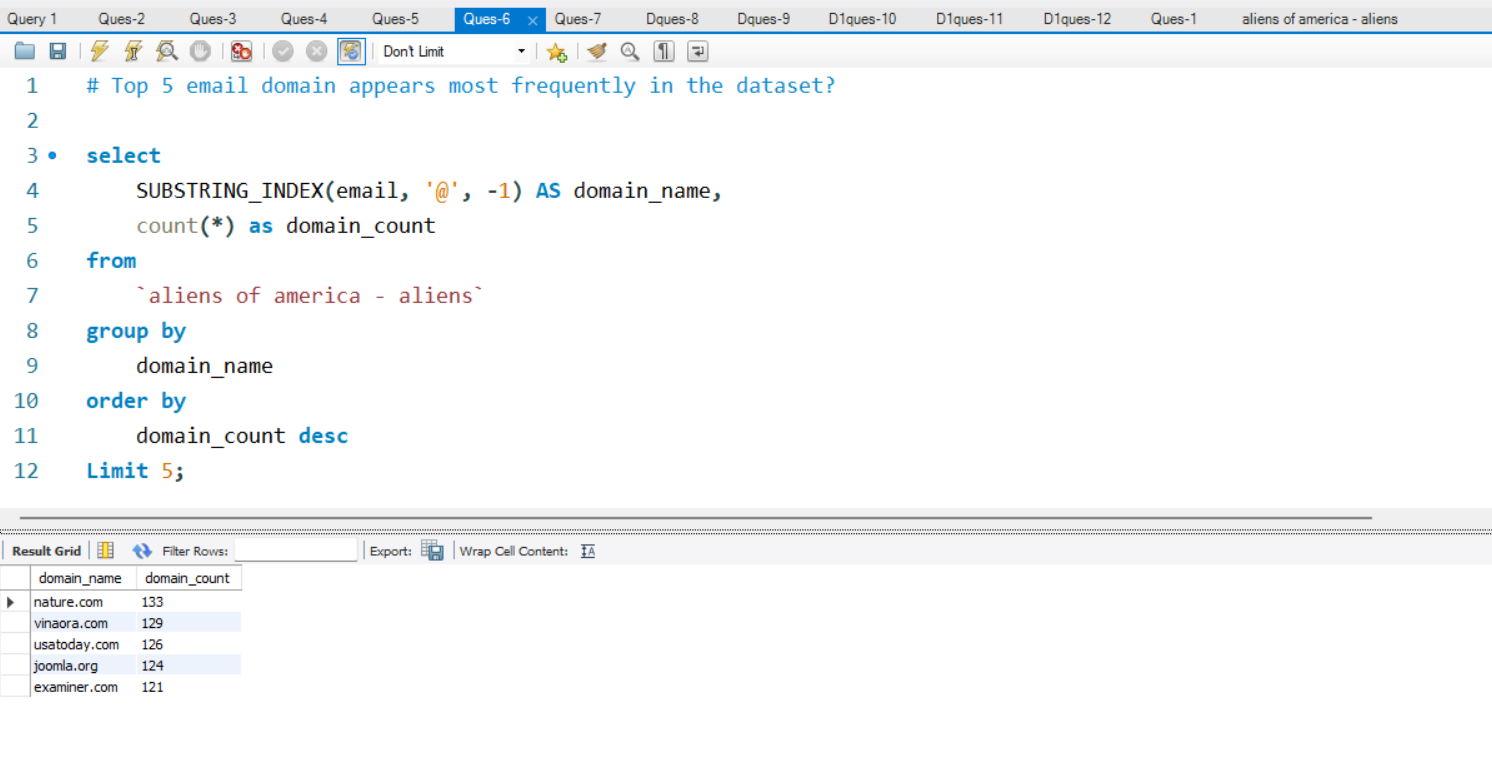 Query 1 Ques-2 Ques-3 Ques-4 Ques-5 Ques-6 × Ques-7 Dques-8 Dques-9 D1ques-10 D1ques-11 D1ques-12 Ques-1 aliens of america - aliens
Don't Limit
1 # Top 5 email domain appears most frequently in the dataset?
2
3 select
4 SUBSTRING_INDEX(email, '@', -1) AS domain_name,
5 count(*) as domain_count
6 from
7 `aliens of america - aliens`
8 group by
9 domain_name
10 order by
11 domain_count desc
12 Limit 5;
Result Grid Filter Rows: Export: Wrap Cell Content: IA
domain_name domain_count
nature.com 133
vinaora.com 129
usatoday.com 126
joomla.org 124
examiner.com 121